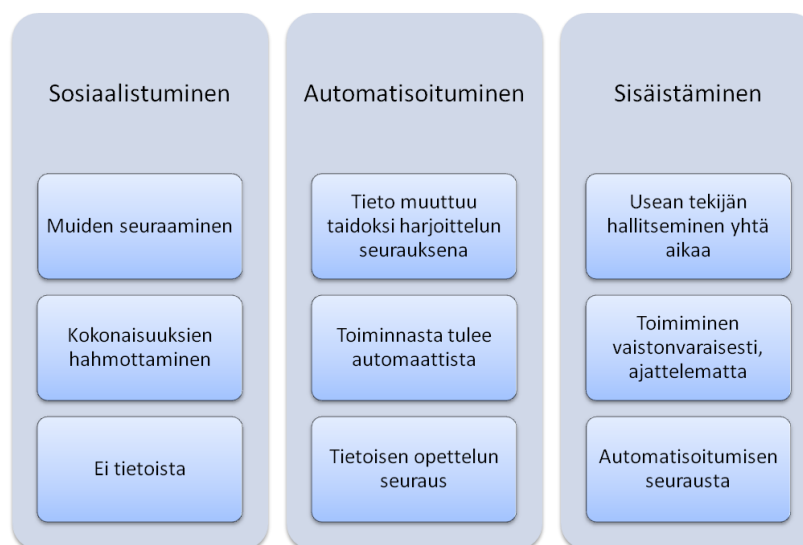 Sosiaalistuminen
Muiden seuraaminen
Kokonaisuuksien
hahmottaminen
Ei tietoista
Automatisoituminen
Tieto muuttuu
taidoksi harjoittelun
seurauksena
Toiminnasta tulee
automaattista
Tietoisen opettelun
seuraus
Sisäistäminen
Usean tekijän
hallitseminen yhtä
aikaa
Toimiminen
vaistonvaraisesti,
ajattelematta
Automatisoitumisen
seurausta